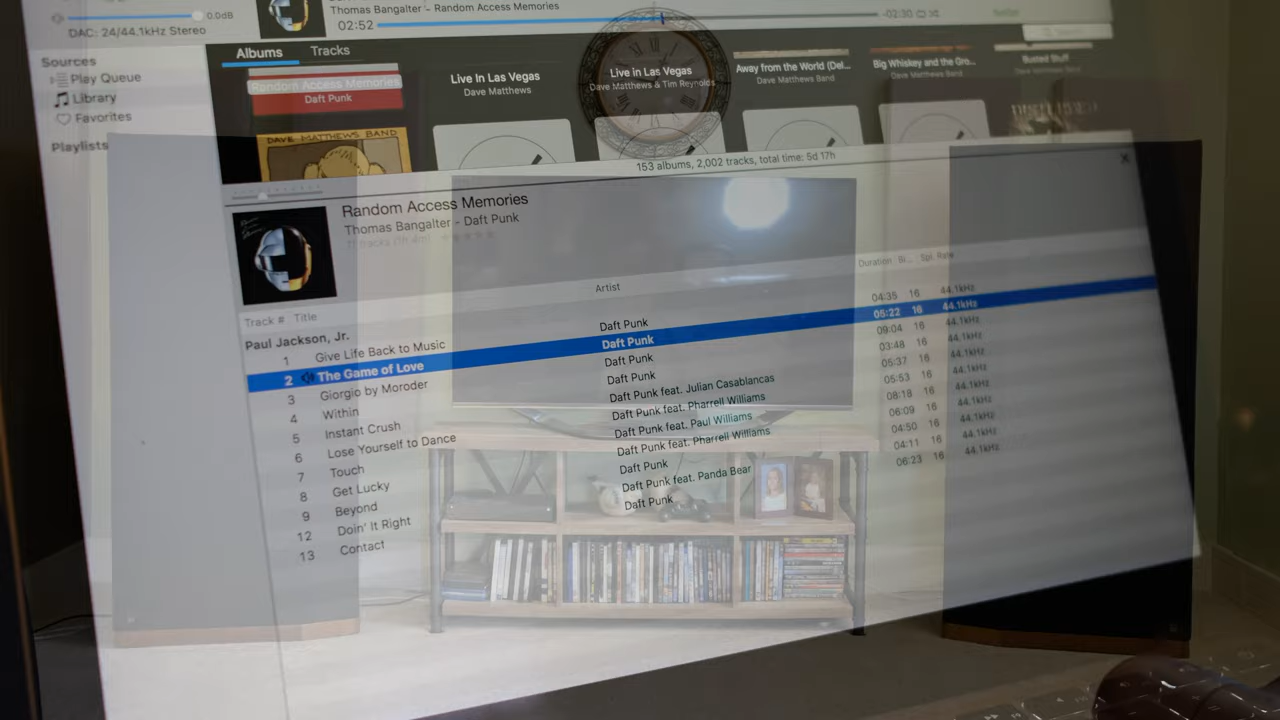 Thomas Bangalter - Random Access Memories
0.0dB
02:52
-02:30
DAC: 24/44.1kHz Stereo
Sources
Play Queue
Library
Favorites
Playlists
Albums
Tracks
Random Access Memories
Daft Punk
Live In Las Vegas
Dave Matthews
Live in Las Vegas
Dave Matthews & Tim Reynolds
Away from the World (Del...
Dave Matthews Band
Big Whiskey and the Gro...
Dave Matthews Band
Busted Stuff
Dave Matthews Band
DAVE MATTHEWS BAND
153 albums, 2,002 tracks, total time: 5d 17h
Random Access Memories
Thomas Bangalter - Daft Punk
Track # Title Artist Duration Bi... Spl. Rate
Paul Jackson, Jr.
1 Give Life Back to Music Daft Punk 04:35 16 44.1kHz
2 The Game of Love Daft Punk 05:22 16 44.1kHz
3 Giorgio by Moroder Daft Punk 09:04 16 44.1kHz
4 Within Daft Punk 03:48 16 44.1kHz
5 Instant Crush Daft Punk feat. Julian Casablancas 05:37 16 44.1kHz
6 Lose Yourself to Dance Daft Punk feat. Pharrell Williams 05:53 16 44.1kHz
7 Touch Daft Punk feat. Paul Williams 08:18 16 44.1kHz
8 Get Lucky Daft Punk feat. Pharrell Williams 06:09 16 44.1kHz
9 Beyond Daft Punk 04:50 16 44.1kHz
12 Doin' It Right Daft Punk feat. Panda Bear 04:11 16 44.1kHz
13 Contact Daft Punk 06:23 16 44.1kHz